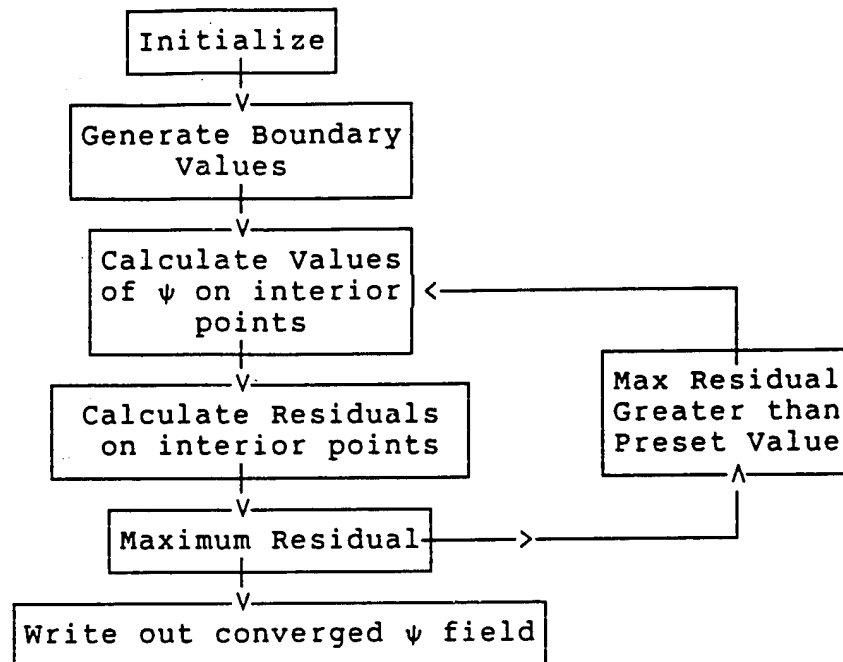 Initialize
Generate Boundary
Values
Calculate Values
of ψ on interior
points
Calculate Residuals
on interior points
Max Residual
Greater than
Preset Value
Maximum Residual
Write out converged ψ field